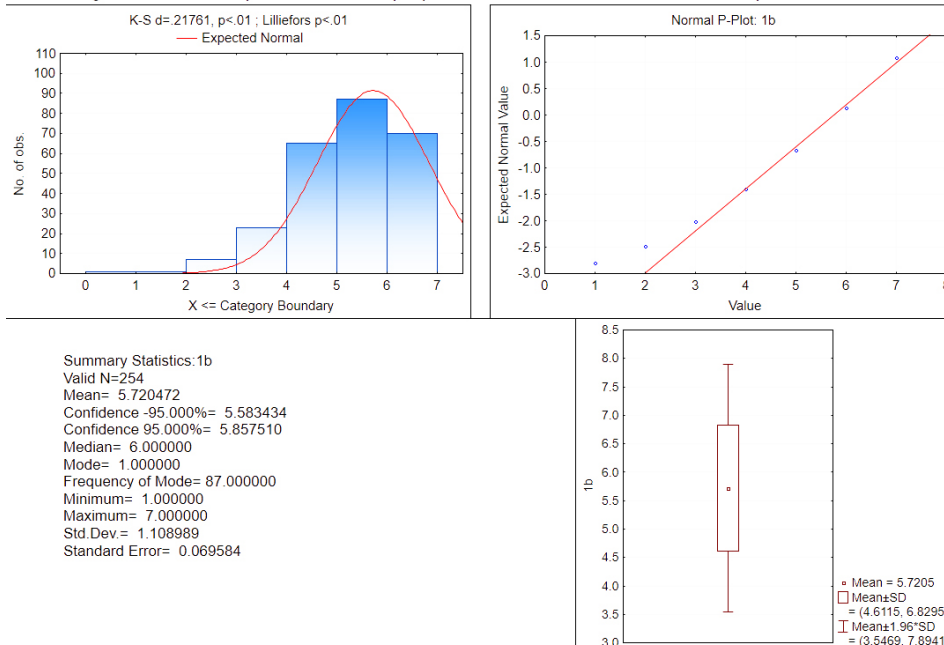 K-S d=.21761, p<.01 ; Lilliefors p<.01
Expected Normal
110
100
90
80
70
60
50
40
30
20
10
0
No. of obs.
0 1 2 3 4 5 6 7
X <= Category Boundary
Normal P-Plot: 1b
1.5
1.0
0.5
0.0
-0.5
-1.0
-1.5
-2.0
-2.5
-3.0
Expected Normal Value
0 1 2 3 4 5 6 7 8
Value
Summary Statistics:1b
Valid N=254
Mean= 5.720472
Confidence -95.000%= 5.583434
Confidence 95.000%= 5.857510
Median= 6.000000
Mode= 1.000000
Frequency of Mode= 87.000000
Minimum= 1.000000
Maximum= 7.000000
Std.Dev.= 1.108989
Standard Error= 0.069584
8.5
8.0
7.5
7.0
6.5
6.0
5.5
5.0
4.5
4.0
3.5
3.0
1b
Mean = 5.7205
Mean±SD
= (4.6115, 6.8295
Mean±1.96*SD
= (3.5469, 7.8941